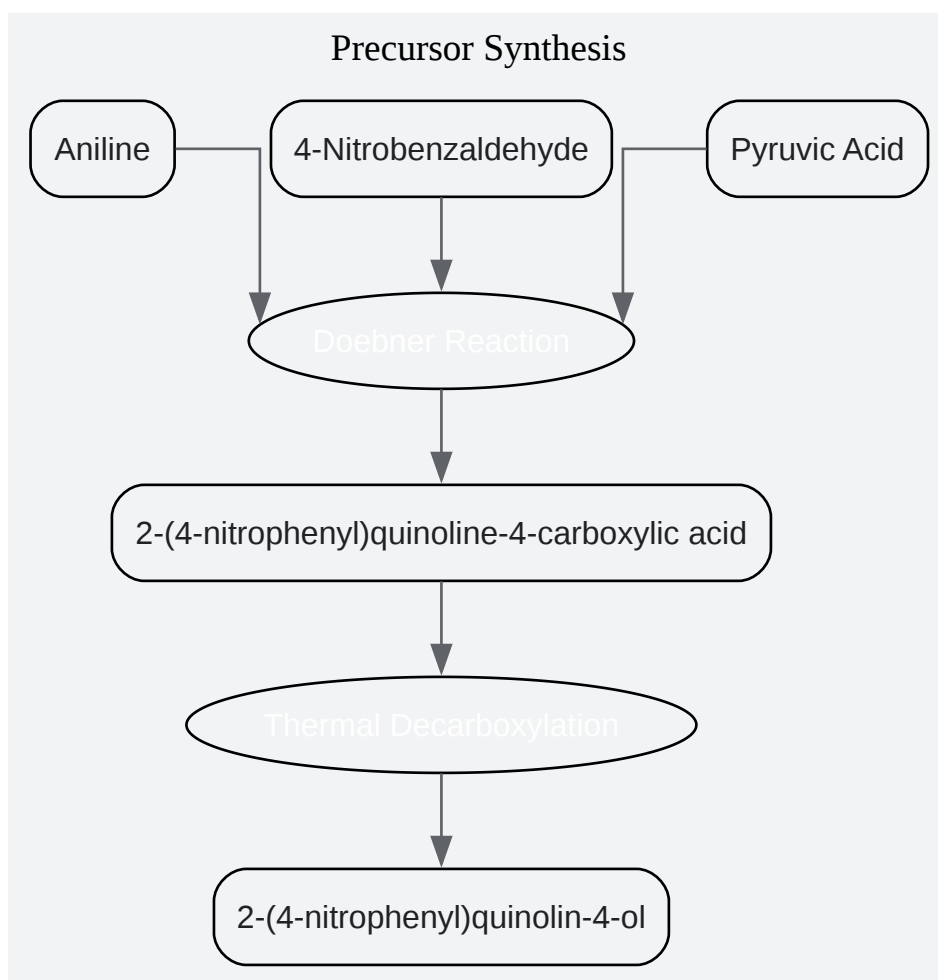 Precursor Synthesis
Aniline
4-Nitrobenzaldehyde
Pyruvic Acid
Doebner Reaction
2-(4-nitrophenyl)quinoline-4-carboxylic acid
Thermal Decarboxylation
2-(4-nitrophenyl)quinolin-4-ol